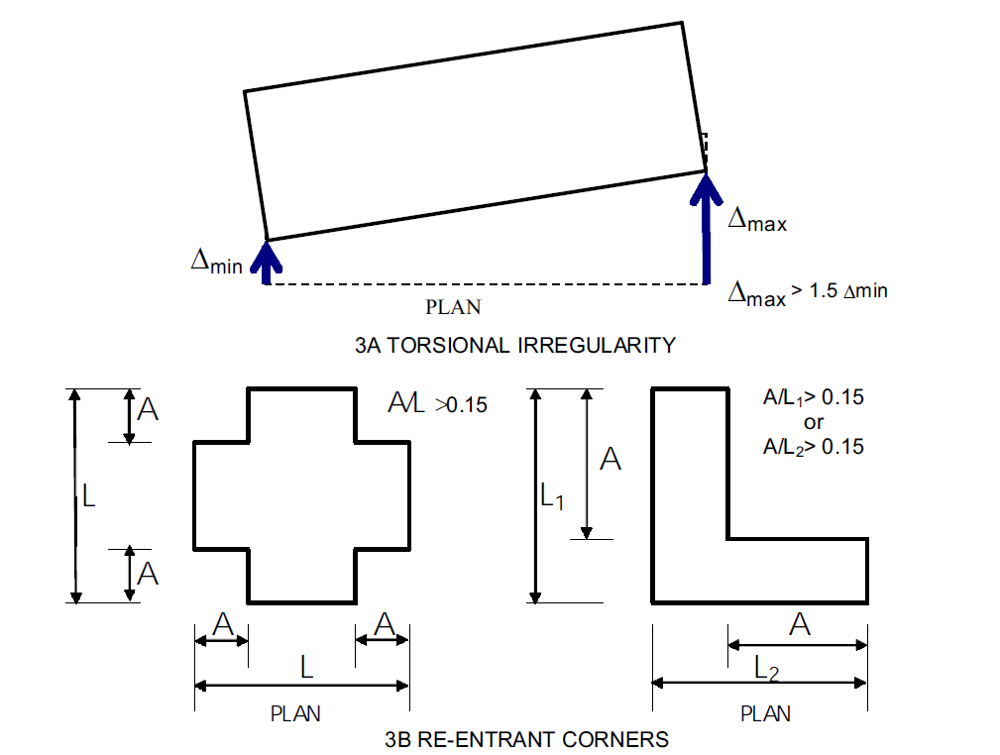 Δmax
Δmin
Δmax > 1.5 Δmin
PLAN
3A TORSIONAL IRREGULARITY
A
A/L >0.15
L
A
A
A
L
PLAN
A/L1> 0.15
or
A/L2> 0.15
A
L1
A
L2
PLAN
3B RE-ENTRANT CORNERS